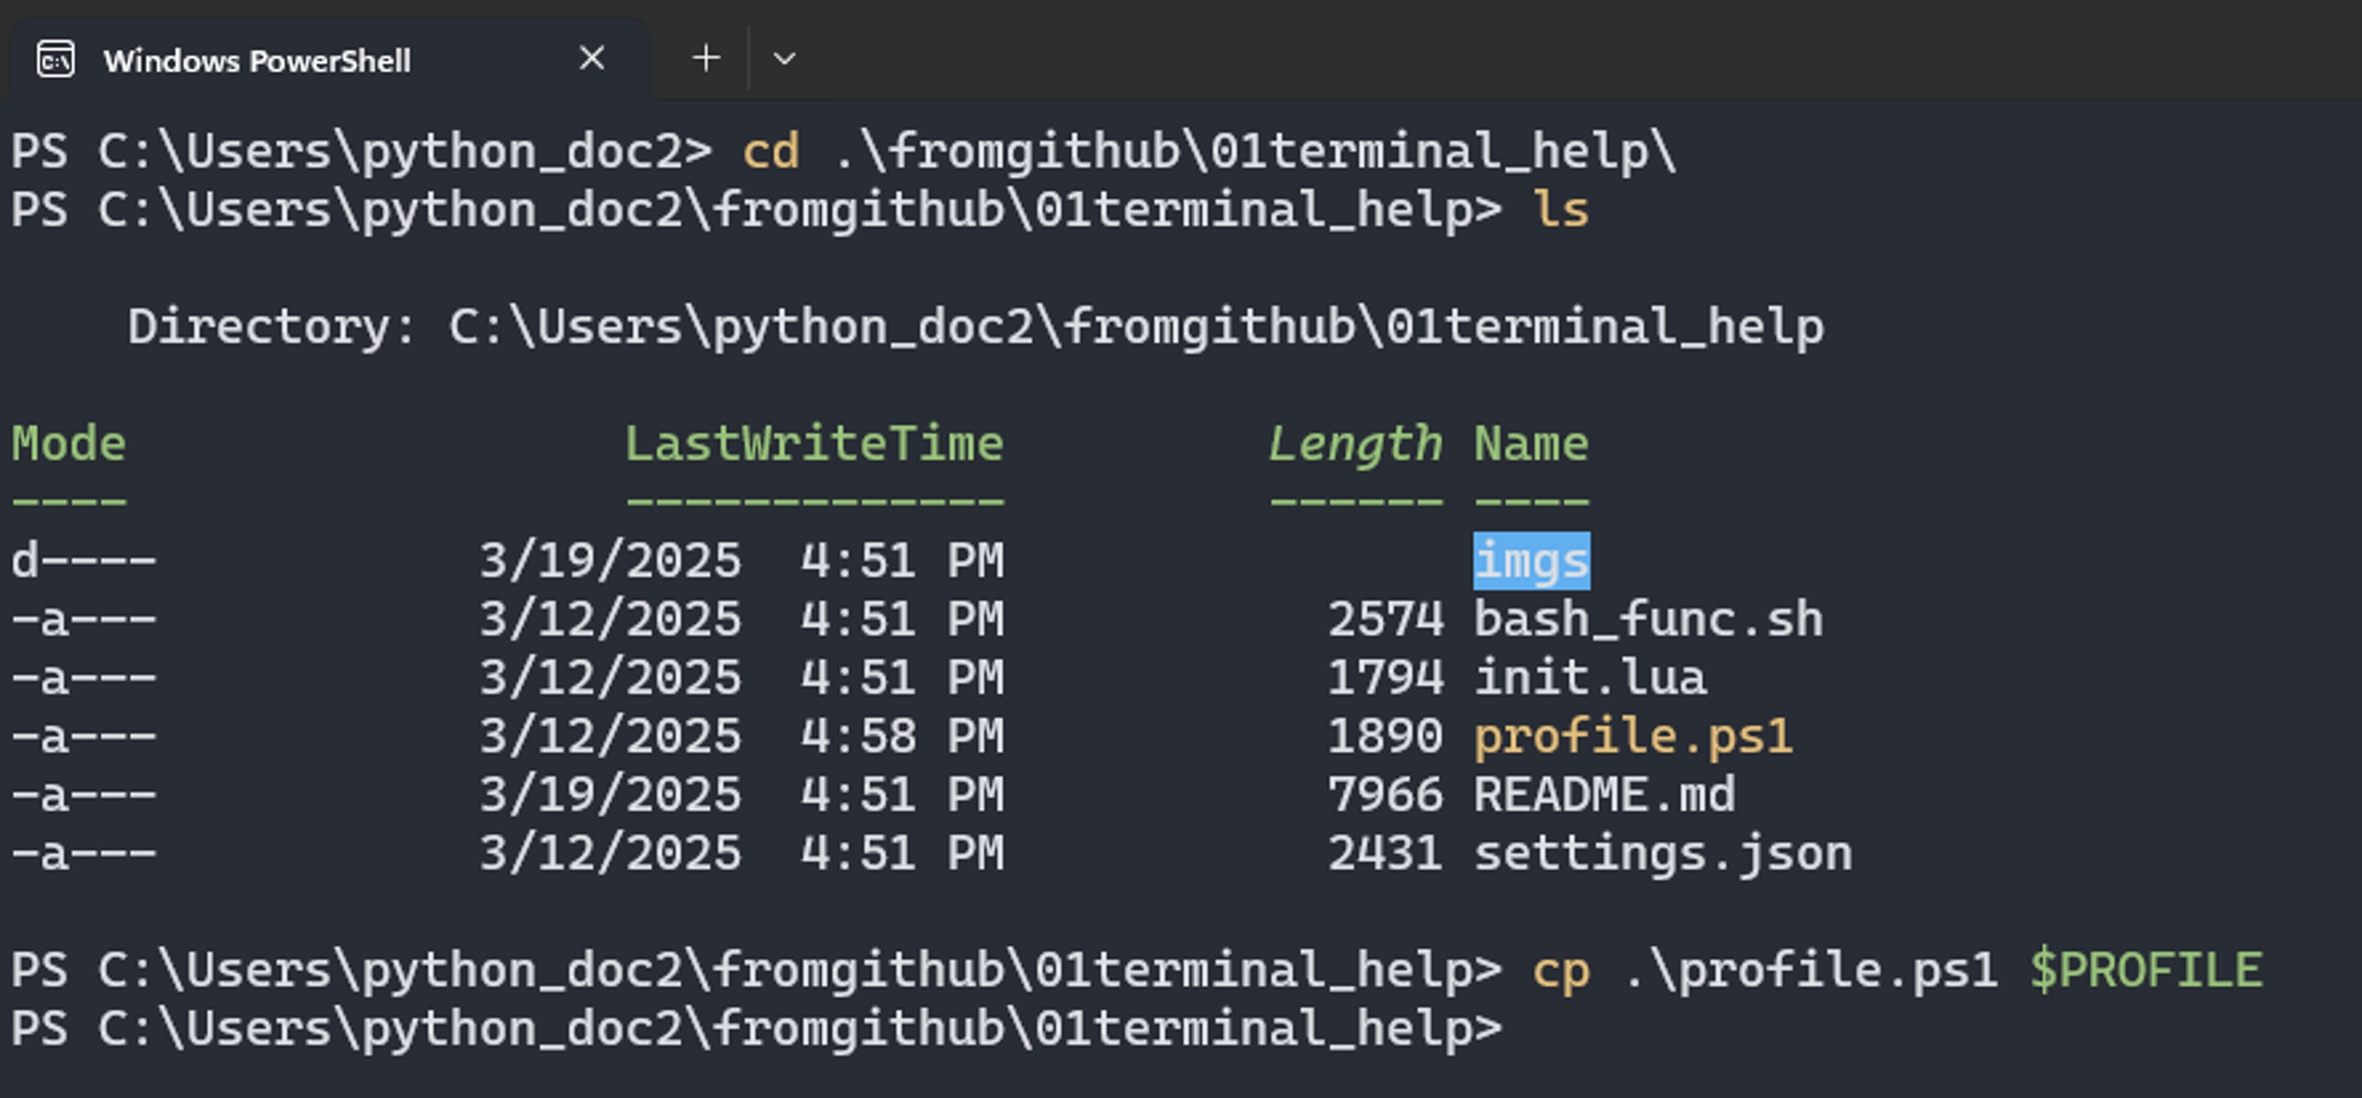 Windows PowerShell
PS C:\Users\python_doc2> cd .\fromgithub\01terminal_help\
PS C:\Users\python_doc2\fromgithub\01terminal_help> ls
Directory: C:\Users\python_doc2\fromgithub\01terminal_help
Mode LastWriteTime Length Name
---- ------------- ------ ----
d---- 3/19/2025 4:51 PM imgs
-a--- 3/12/2025 4:51 PM 2574 bash_func.sh
-a--- 3/12/2025 4:51 PM 1794 init.lua
-a--- 3/12/2025 4:58 PM 1890 profile.ps1
-a--- 3/19/2025 4:51 PM 7966 README.md
-a--- 3/12/2025 4:51 PM 2431 settings.json
PS C:\Users\python_doc2\fromgithub\01terminal_help> cp .\profile.ps1 $PROFILE
PS C:\Users\python_doc2\fromgithub\01terminal_help>